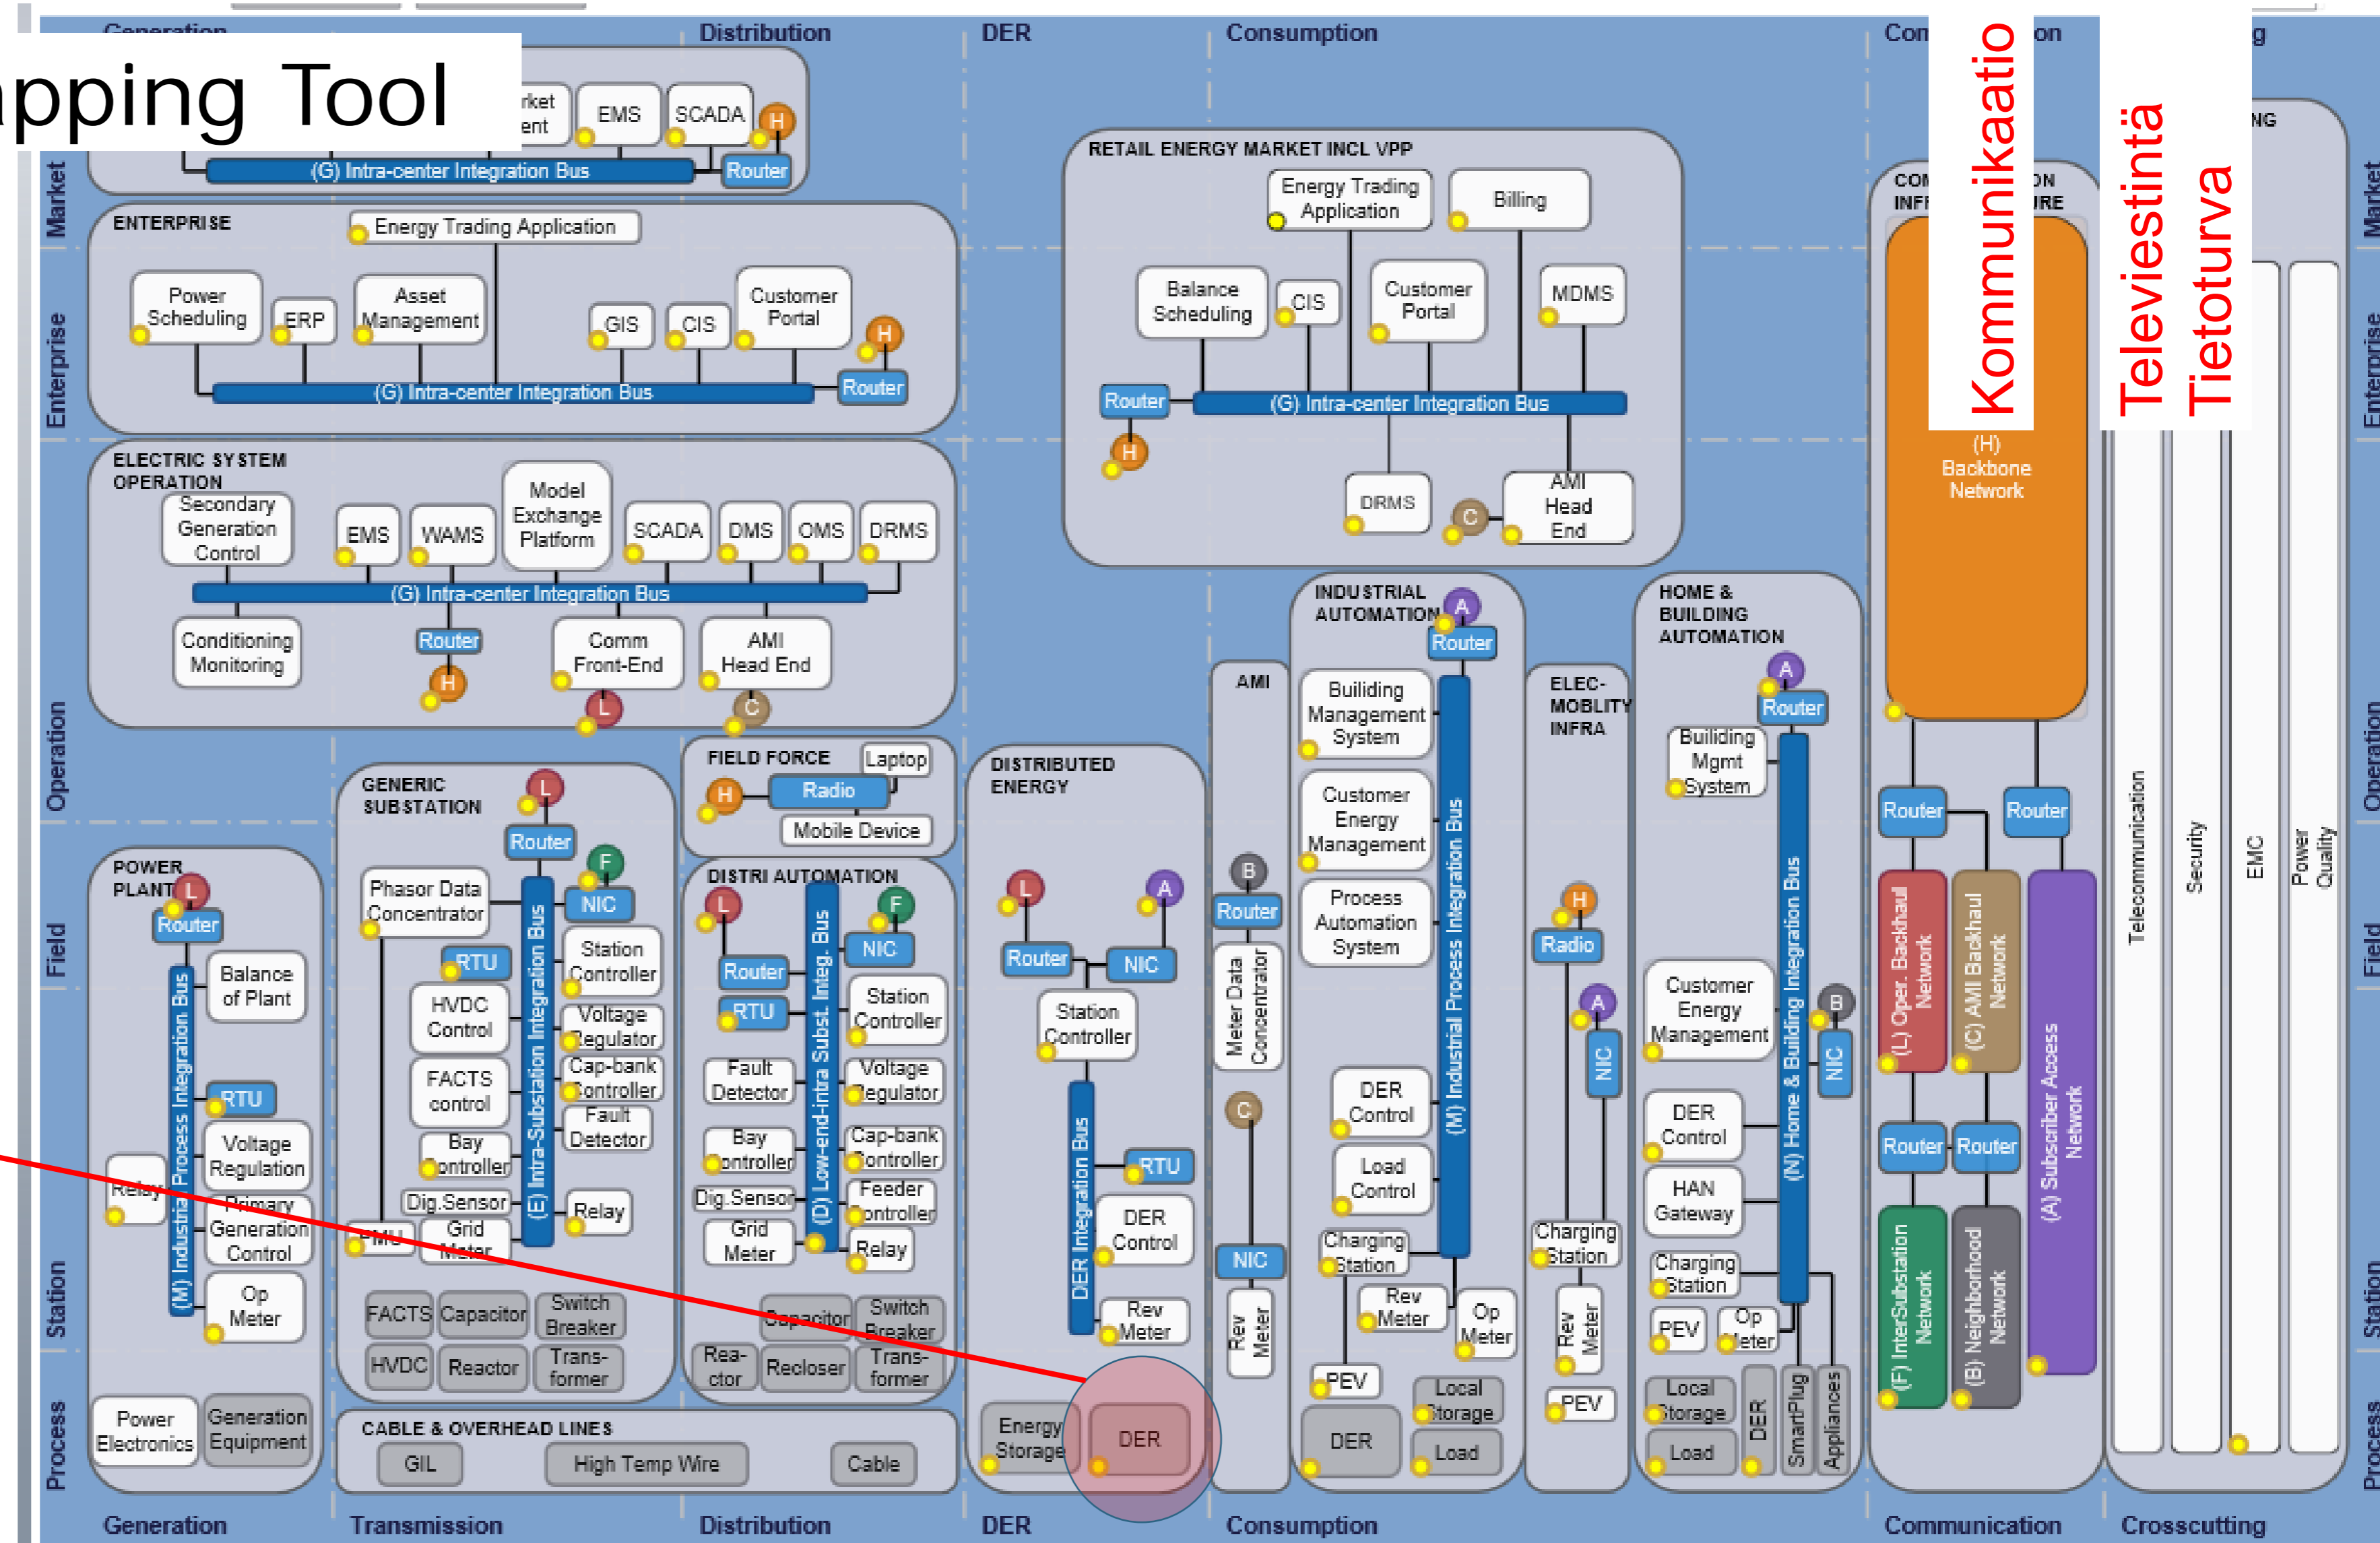 Generation
Distribution
DER
Consumption
apping Tool
EMS
SCADA
H
(G) Intra-center Integration Bus
Router
Market
Enterprise
Operation
Field
Station
Process
ENTERPRISE
Energy Trading Application
Power
Scheduling
ERP
Asset
Management
GIS
CIS
Customer
Portal
H
Router
(G) Intra-center Integration Bus
ELECTRIC SYSTEM
OPERATION
Secondary
Generation
Control
EMS
WAMS
Model
Exchange
Platform
SCADA
DMS
OMS
DRMS
(G) Intra-center Integration Bus
Conditioning
Monitoring
Router
H
Comm
Front-End
L
AMI
Head End
C
RETAIL ENERGY MARKET INCL VPP
Energy Trading
Application
Billing
Balance
Scheduling
CIS
Customer
Portal
MDMS
Router
(G) Intra-center Integration Bus
H
DRMS
C
AMI
Head
End
POWER
PLANT
L
Router
(M) Industrial Process Integration Bus
Balance
of Plant
RTU
Voltage
Regulation
Relay
Primary
Generation
Control
Op
Meter
Power
Electronics
Generation
Equipment
GENERIC
SUBSTATION
L
Router
F
NIC
Phasor Data
Concentrator
(E) Intra-Substation Integration Bus
RTU
Station
Controller
HVDC
Control
Voltage
Regulator
FACTS
control
Cap-bank
Controller
Bay
Controller
Fault
Detector
Dig.Sensor
Relay
PMU
Grid
Meter
FACTS
Capacitor
Switch
Breaker
HVDC
Reactor
Trans-
former
CABLE & OVERHEAD LINES
GIL
High Temp Wire
Cable
FIELD FORCE
Laptop
H
Radio
Mobile Device
DISTRI AUTOMATION
L
F
Router
NIC
(D) Low-end-intra Subst. Integ. Bus
RTU
Station
Controller
Fault
Detector
Voltage
Regulator
Bay
Controller
Cap-bank
Controller
Dig.Sensor
Feeder
Controller
Grid
Meter
Relay
Capacitor
Switch
Breaker
Rea-
ctor
Recloser
Trans-
former
DISTRIBUTED
ENERGY
L
A
Router
NIC
Station
Controller
DER Integration Bus
RTU
DER
Control
Rev
Meter
Energy
Storage
DER
AMI
B
Router
Meter Data
Concentrator
C
NIC
Rev
Meter
INDUSTRIAL
AUTOMATION
A
Router
Builiding
Management
System
Customer
Energy
Management
Process
Automation
System
(M) Industrial Process Integration Bus
DER
Control
Load
Control
Charging
Station
Rev
Meter
Op
Meter
PEV
Local
Storage
DER
Load
ELEC-
MOBLITY
INFRA
H
Radio
A
NIC
Charging
Station
Rev
Meter
PEV
HOME &
BUILDING
AUTOMATION
A
Router
Builiding
Mgmt
System
(N) Home & Building Integration Bus
Customer
Energy
Management
B
NIC
DER
Control
HAN
Gateway
Charging
Station
PEV
Op
Meter
Local
Storage
Load
DER
SmartPlug
Appliances
Kommunikaatio
Televiestintä
Tietoturva
(H)
Backbone
Network
Router
Router
(L) Oper. Backhaul
Network
(C) AMI Backhaul
Network
(A) Subscriber Access
Network
Router
Router
(F) InterSubstation
Network
(B) Neighborhood
Network
Telecommunication
Security
EMC
Power
Quality
Market
Enterprise
Operation
Field
Station
Process
Generation
Transmission
Distribution
DER
Consumption
Communication
Crosscutting